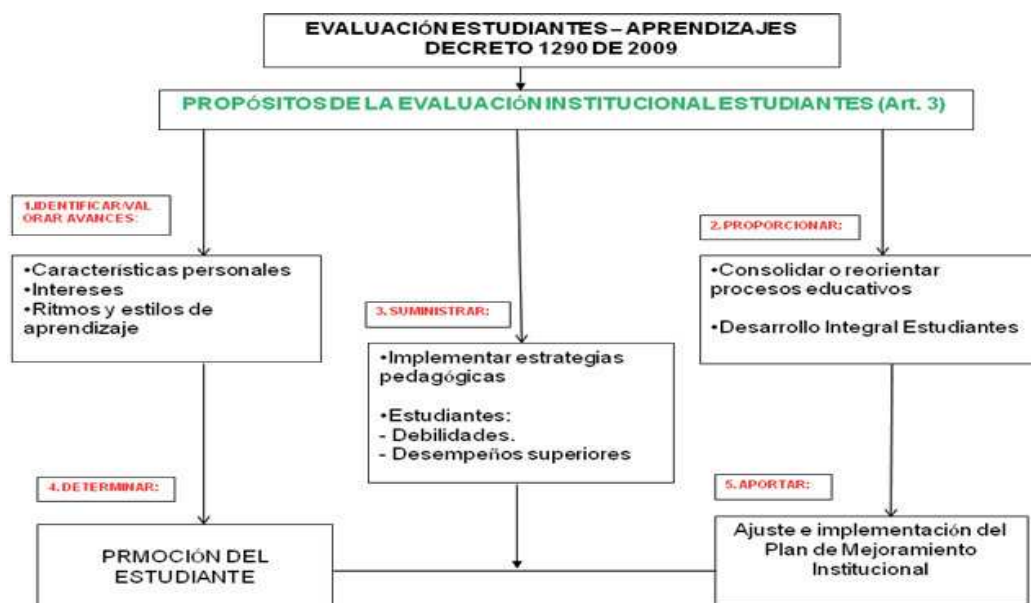 EVALUACIÓN ESTUDIANTES – APRENDIZAJES
DECRETO 1290 DE 2009
PROPÓSITOS DE LA EVALUACIÓN INSTITUCIONAL ESTUDIANTES (Art. 3)
1.IDENTIFICAR/VAL
ORAR AVANCES:
•Características personales
•Intereses
•Ritmos y estilos de
aprendizaje
2. PROPORCIONAR:
•Consolidar o reorientar
procesos educativos
•Desarrollo Integral Estudiantes
3. SUMINISTRAR:
•Implementar estrategias
pedagógicas
•Estudiantes:
- Debilidades.
- Desempeños superiores
4. DETERMINAR:
PRMOCIÓN DEL
ESTUDIANTE
5. APORTAR:
Ajuste e implementación del
Plan de Mejoramiento
Institucional